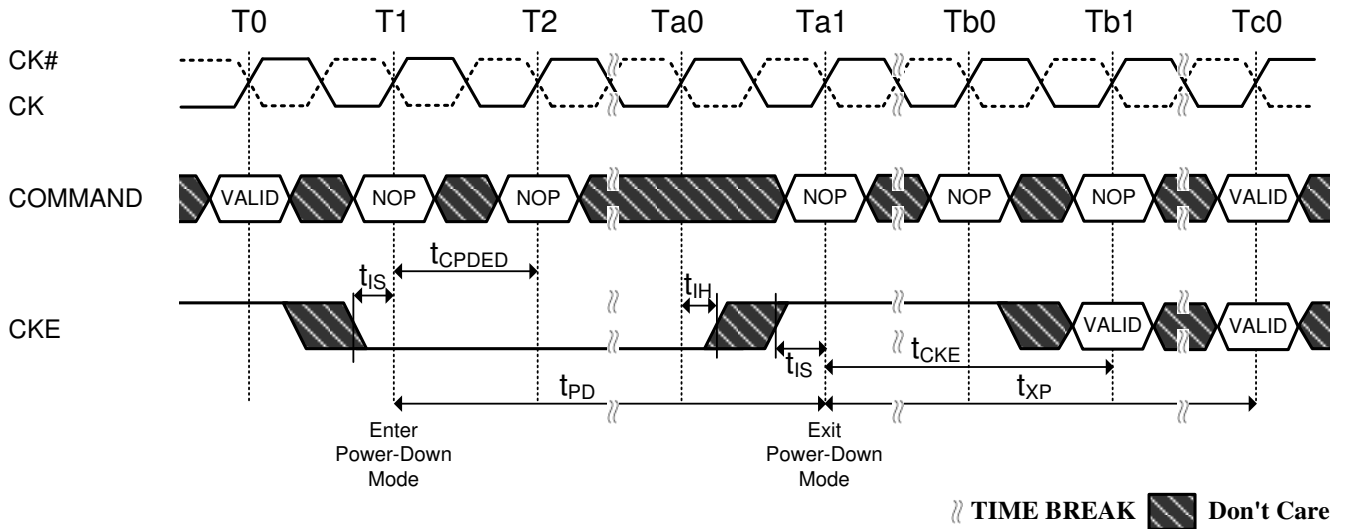 T0 T1 T2 Ta0 Ta1 Tb0 Tb1 Tc0
CK#
CK
COMMAND VALID NOP NOP NOP NOP NOP VALID
tCPDED
tIS tIH
CKE VALID VALID
tIS tCKE
tPD tXP
Enter
Power-Down
Mode
Exit
Power-Down
Mode
TIME BREAK Don't Care